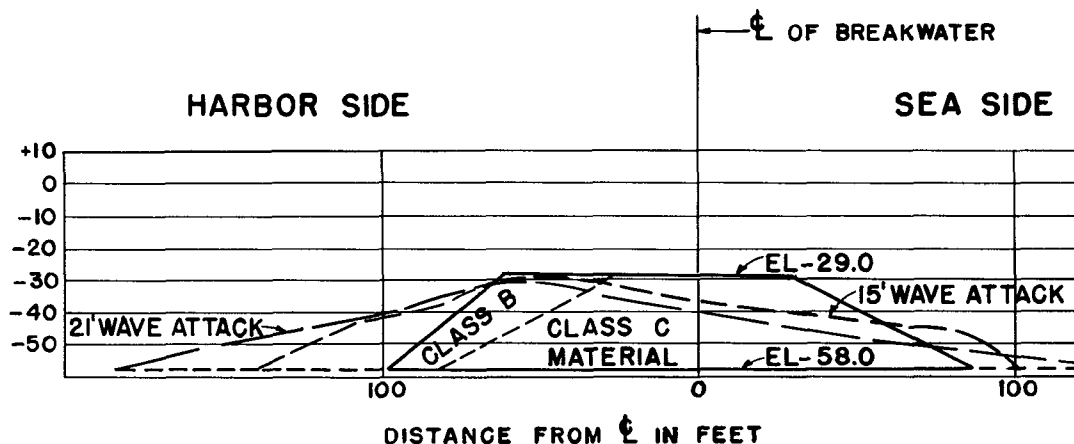 ℄ OF BREAKWATER
HARBOR SIDE
SEA SIDE
+10
0
-10
-20
-30
-40
-50
EL-29.0
15' WAVE ATTACK
21' WAVE ATTACK
CLASS B
CLASS C
MATERIAL
EL-58.0
100
0
100
DISTANCE FROM ℄ IN FEET